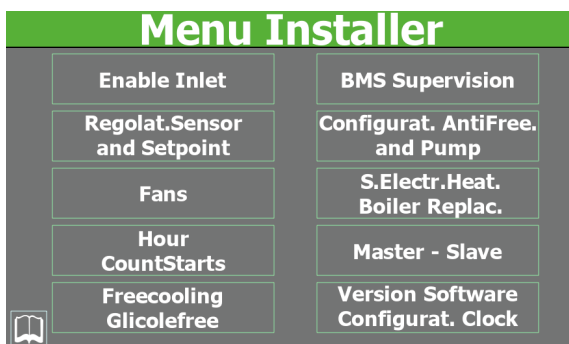 Menu Installer
Enable Inlet
BMS Supervision
Regolat.Sensor
and Setpoint
Configurat. AntiFree.
and Pump
Fans
S.Electr.Heat.
Boiler Replac.
Hour
CountStarts
Master - Slave
Freecooling
Glicolefree
Version Software
Configurat. Clock